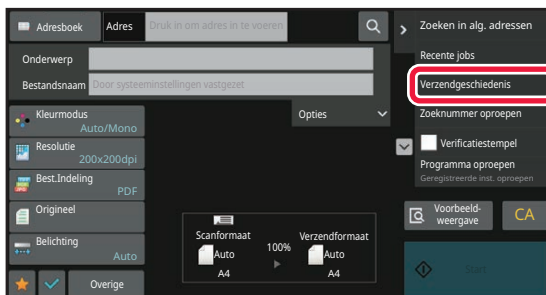 Adresboek
Adres
Druk in om adres in te voeren
Onderwerp
Bestandsnaam
Door systeeminstellingen vastgezet
Kleurmodus
Auto/Mono
Resolutie
200x200dpi
Best.Indeling
PDF
Origineel
Belichting
Auto
Overige
Opties
Scanformaat
Auto
A4
100%
Verzendformaat
Auto
A4
Zoeken in alg. adressen
Recente jobs
Verzendgeschiedenis
Zoeknummer oproepen
Verificatiestempel
Programma oproepen
Geregistreerde inst. oproepen
Voorbeeld-
weergave
CA
Start